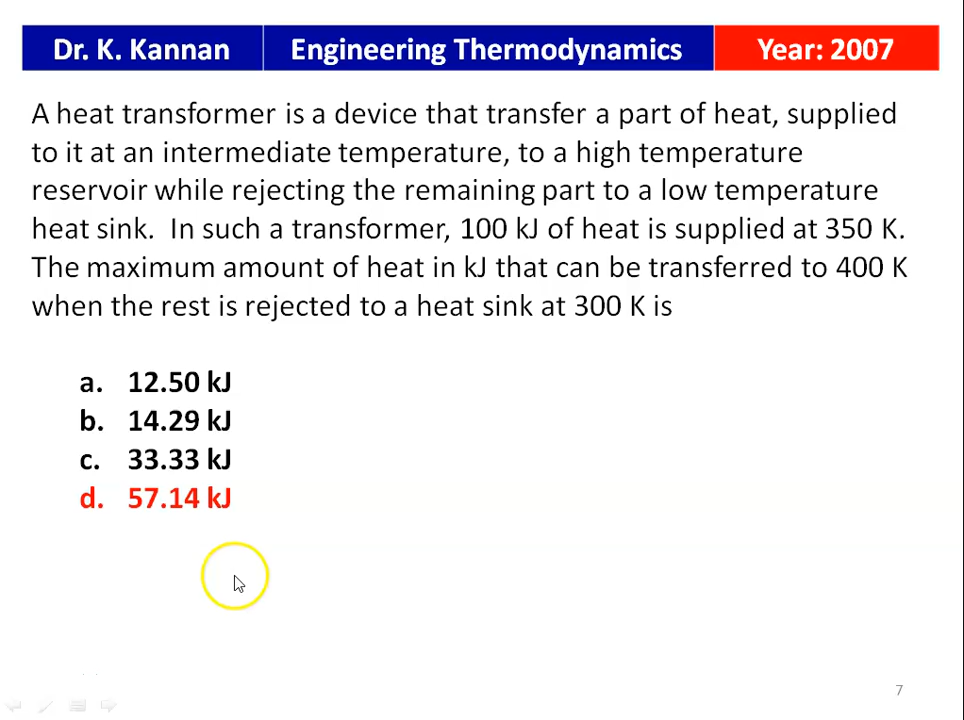 Dr. K. Kannan Engineering Thermodynamics Year: 2007
A heat transformer is a device that transfer a part of heat, supplied
to it at an intermediate temperature, to a high temperature
reservoir while rejecting the remaining part to a low temperature
heat sink.  In such a transformer, 100 kJ of heat is supplied at 350 K.
The maximum amount of heat in kJ that can be transferred to 400 K
when the rest is rejected to a heat sink at 300 K is
a. 12.50 kJ
b. 14.29 kJ
c. 33.33 kJ
d. 57.14 kJ
7